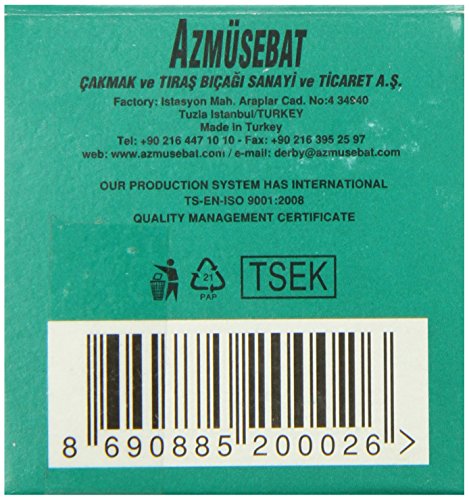 AZMÜSEBAT
ÇAKMAK ve TIRAŞ BIÇAĞI SANAYİ ve TİCARET A.Ş.
Factory: Istasyon Mah. Araplar Cad. No:4 34940
Tuzla Istanbul/TURKEY
Made in Turkey
Tel: +90 216 447 10 10 - Fax: +90 216 395 25 97
web: www.azmusebat.com / e-mail: derby@azmusebat.com
OUR PRODUCTION SYSTEM HAS INTERNATIONAL
TS-EN-ISO 9001:2008
QUALITY MANAGEMENT CERTIFICATE
21
PAP
TSEK
8 690885 200026 >